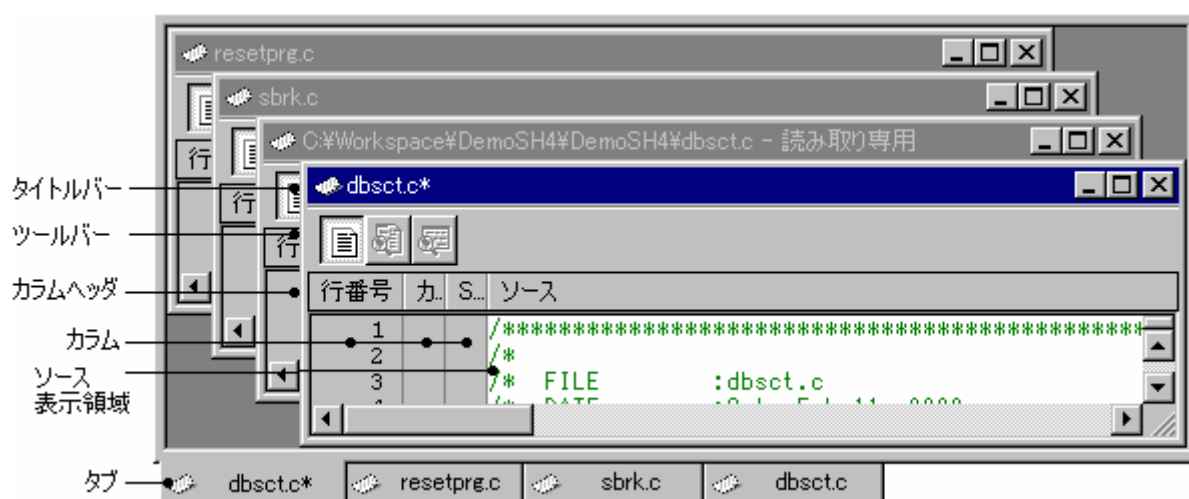 resetprg.c
sbrk.c
C:¥Workspace¥DemoSH4¥DemoSH4¥dbsct.c - 読み取り専用
dbsct.c*
行
行
行
タイトルバー
ツールバー
カラムヘッダ
カラム
ソース
表示領域
タブ
行番号 カ.. S... ソース
1 /**********************************************
2 /*
3 /* FILE :dbsct.c
dbsct.c* resetprg.c sbrk.c dbsct.c